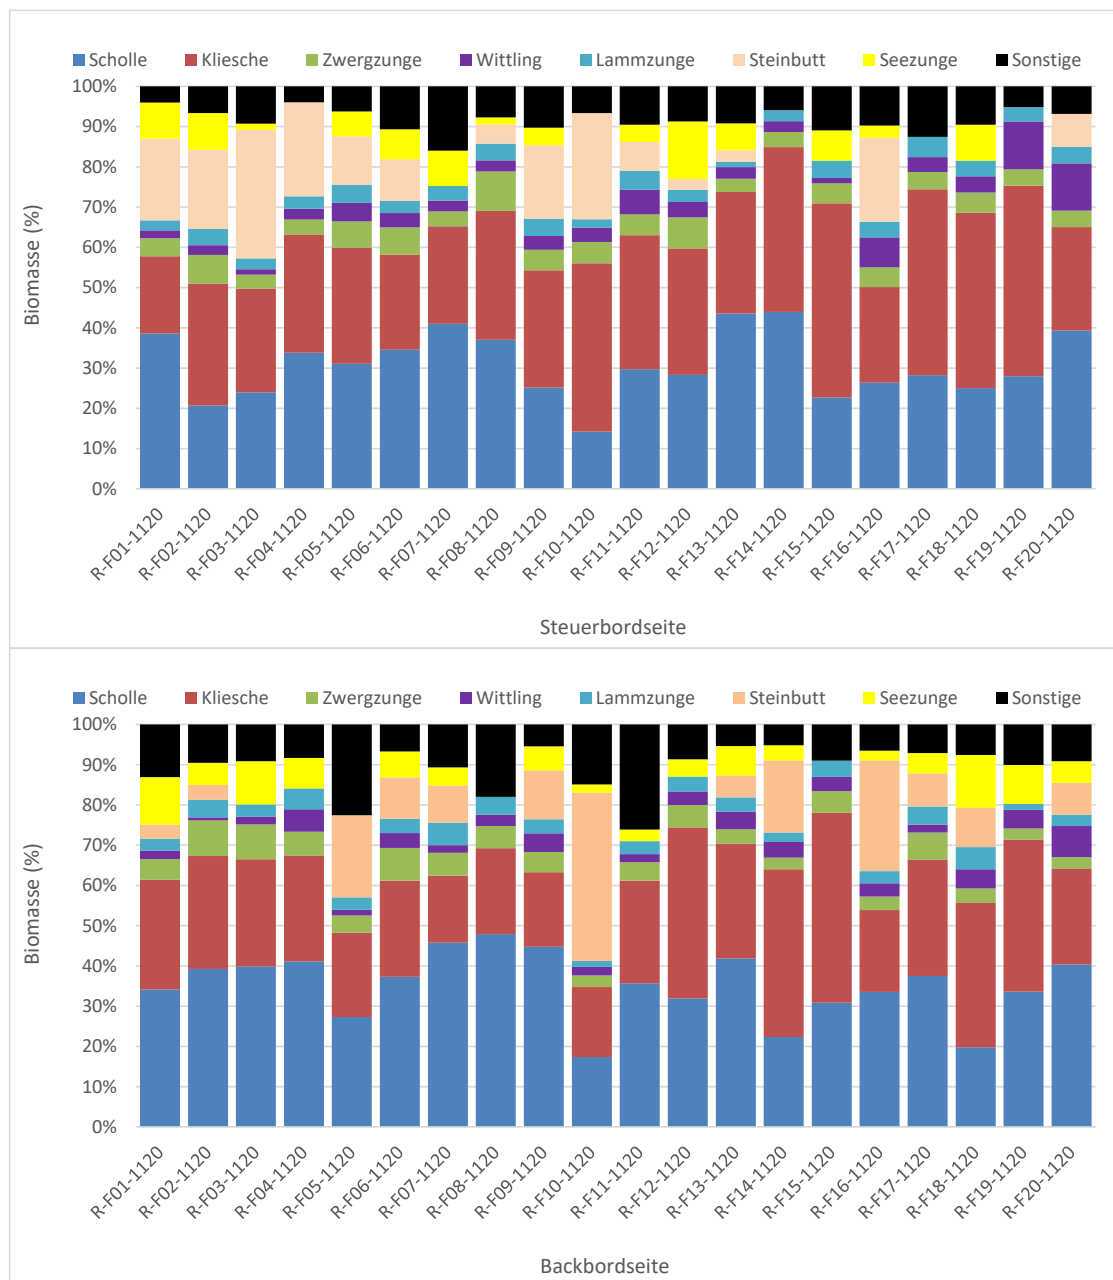 Scholle Kliesche Zwergzunge Wittling Lammzunge Steinbutt Seezunge Sonstige
100%
90%
80%
70%
60%
50%
40%
30%
20%
10%
0%
Biomasse (%)
R-F01-1120 R-F02-1120 R-F03-1120 R-F04-1120 R-F05-1120 R-F06-1120 R-F07-1120 R-F08-1120 R-F09-1120 R-F10-1120 R-F11-1120 R-F12-1120 R-F13-1120 R-F14-1120 R-F15-1120 R-F16-1120 R-F17-1120 R-F18-1120 R-F19-1120 R-F20-1120
Steuerbordseite
Scholle Kliesche Zwergzunge Wittling Lammzunge Steinbutt Seezunge Sonstige
100%
90%
80%
70%
60%
50%
40%
30%
20%
10%
0%
Biomasse (%)
R-F01-1120 R-F02-1120 R-F03-1120 R-F04-1120 R-F05-1120 R-F06-1120 R-F07-1120 R-F08-1120 R-F09-1120 R-F10-1120 R-F11-1120 R-F12-1120 R-F13-1120 R-F14-1120 R-F15-1120 R-F16-1120 R-F17-1120 R-F18-1120 R-F19-1120 R-F20-1120
Backbordseite